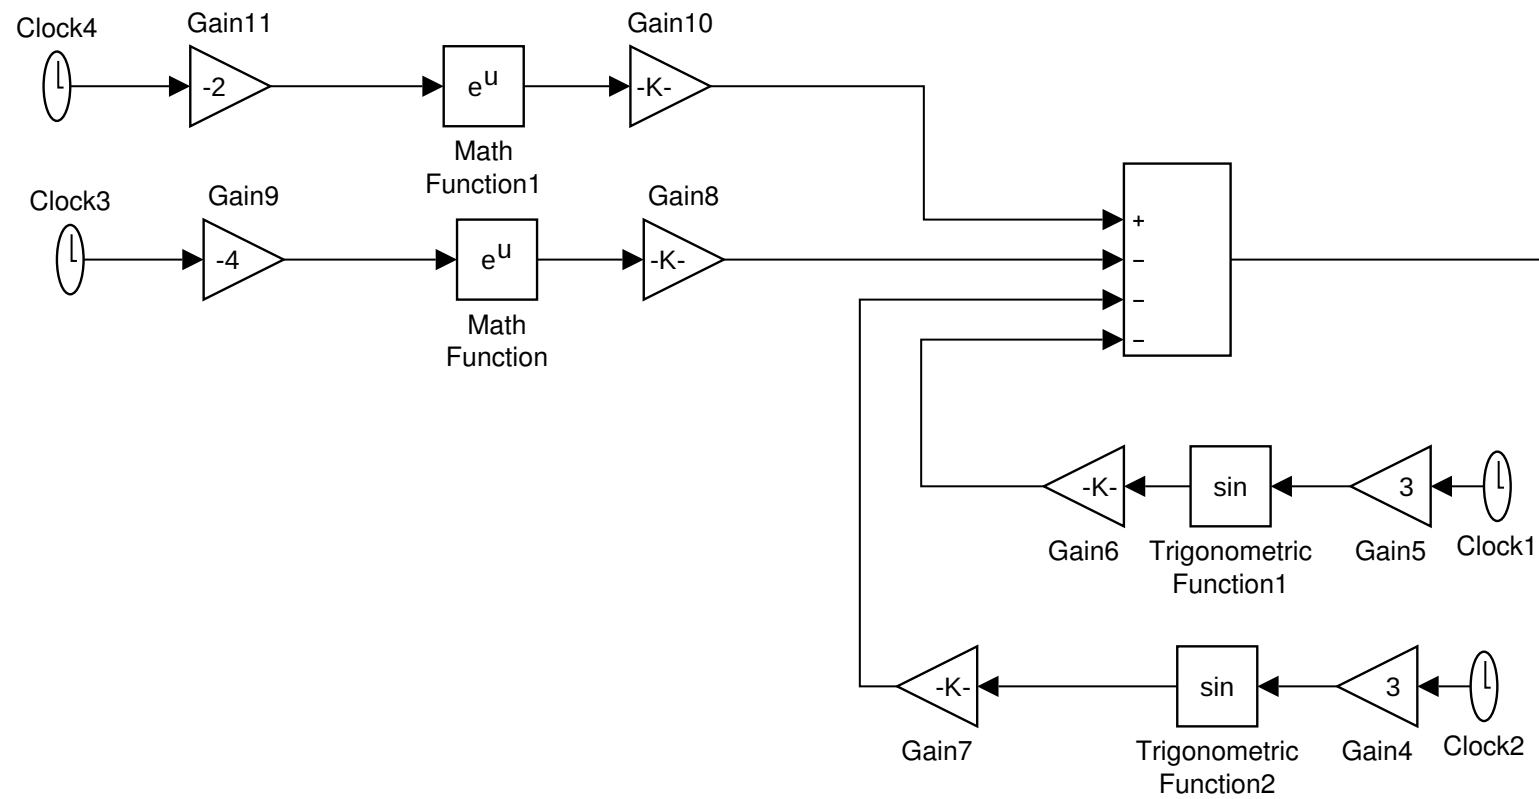 Clock4
Gain11
-2
e^u
Math
Function1
Gain10
-K-
Clock3
Gain9
-4
e^u
Math
Function
Gain8
-K-
+
−
−
−
-K-
Gain6
sin
Trigonometric
Function1
3
Gain5
Clock1
-K-
Gain7
sin
Trigonometric
Function2
3
Gain4
Clock2